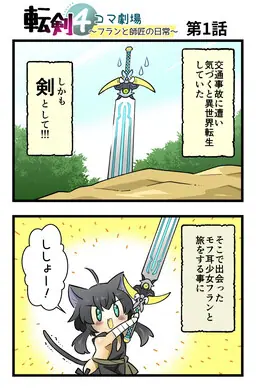 転剣4コマ劇場
～フランと師匠の日常～
第1話
交通事故に遭い
気づくと異世界転生
していた
しかも
剣として!!!
そこで出会った
モフ耳少女フランと
旅をする事に
ししょー!